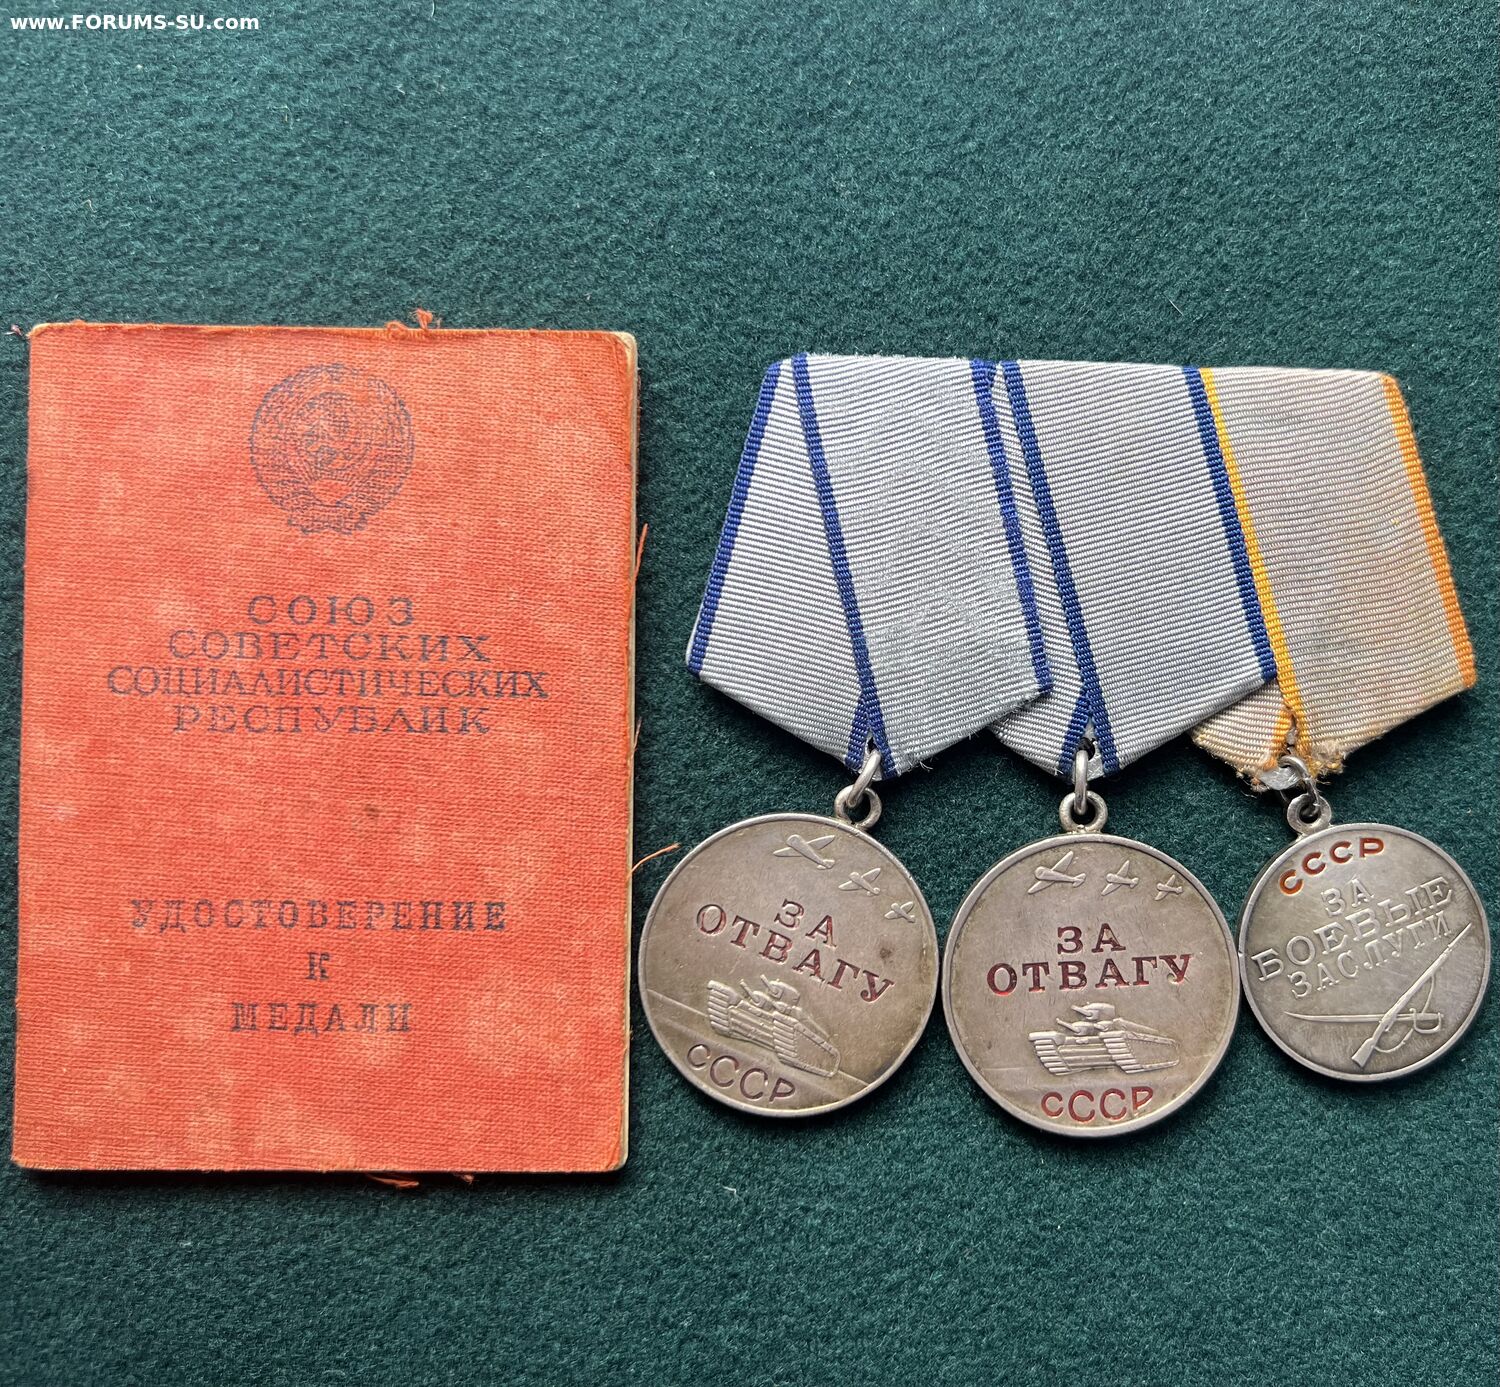 www.FORUMS-SU.com
СОЮЗ
СОВЕТСКИХ
СОЦИАЛИСТИЧЕСКИХ
РЕСПУБЛИК
УДОСТОВЕРЕНИЕ
К
МЕДАЛИ
ЗА
ОТВАГУ
СССР
ЗА
ОТВАГУ
СССР
СССР
ЗА
БОЕВЫЕ
ЗАСЛУГИ